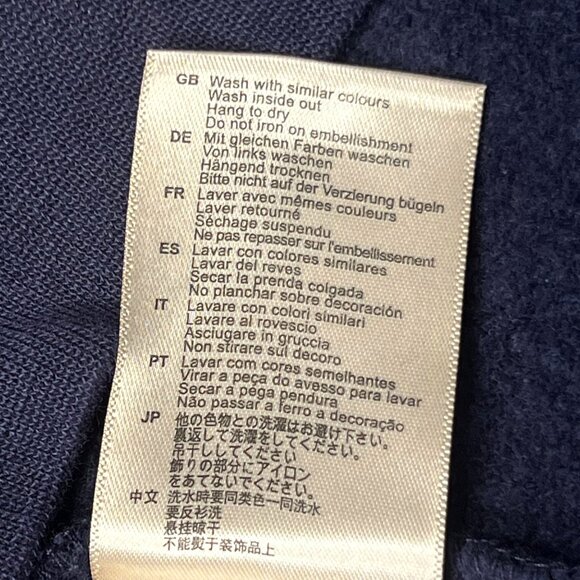 GB Wash with similar colours
Wash inside out
Hang to dry
Do not iron on embellishment
DE Mit gleichen Farben waschen
Von links waschen
Hängend trocknen
Bitte nicht auf der Verzierung bügeln
FR Laver avec mêmes couleurs
Laver retourné
Séchage suspendu
Ne pas repasser sur l'embellissement
ES Lavar con colores similares
Lavar del reves
Secar la prenda colgada
No planchar sobre decoración
IT Lavare con colori similari
Lavare al rovescio
Asciugare in gruccia
Non stirare sul decoro
PT Lavar com cores semelhantes
Virar a peça do avesso para lavar
Secar a pega pendura
Não passar a ferro a decoração
JP 他の色物との洗濯はお避け下さい。
裏返して洗濯をしてください。
吊干ししてください。
飾りの部分にアイロン
をあてないでください。
中文 洗水時要同类色一同洗水
要反衫洗
悬挂晾干
不能熨于装饰品上